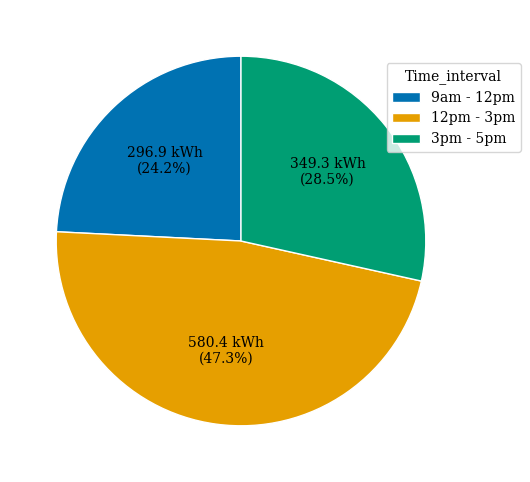 Time_interval
9am - 12pm
12pm - 3pm
3pm - 5pm
296.9 kWh
(24.2%)
349.3 kWh
(28.5%)
580.4 kWh
(47.3%)